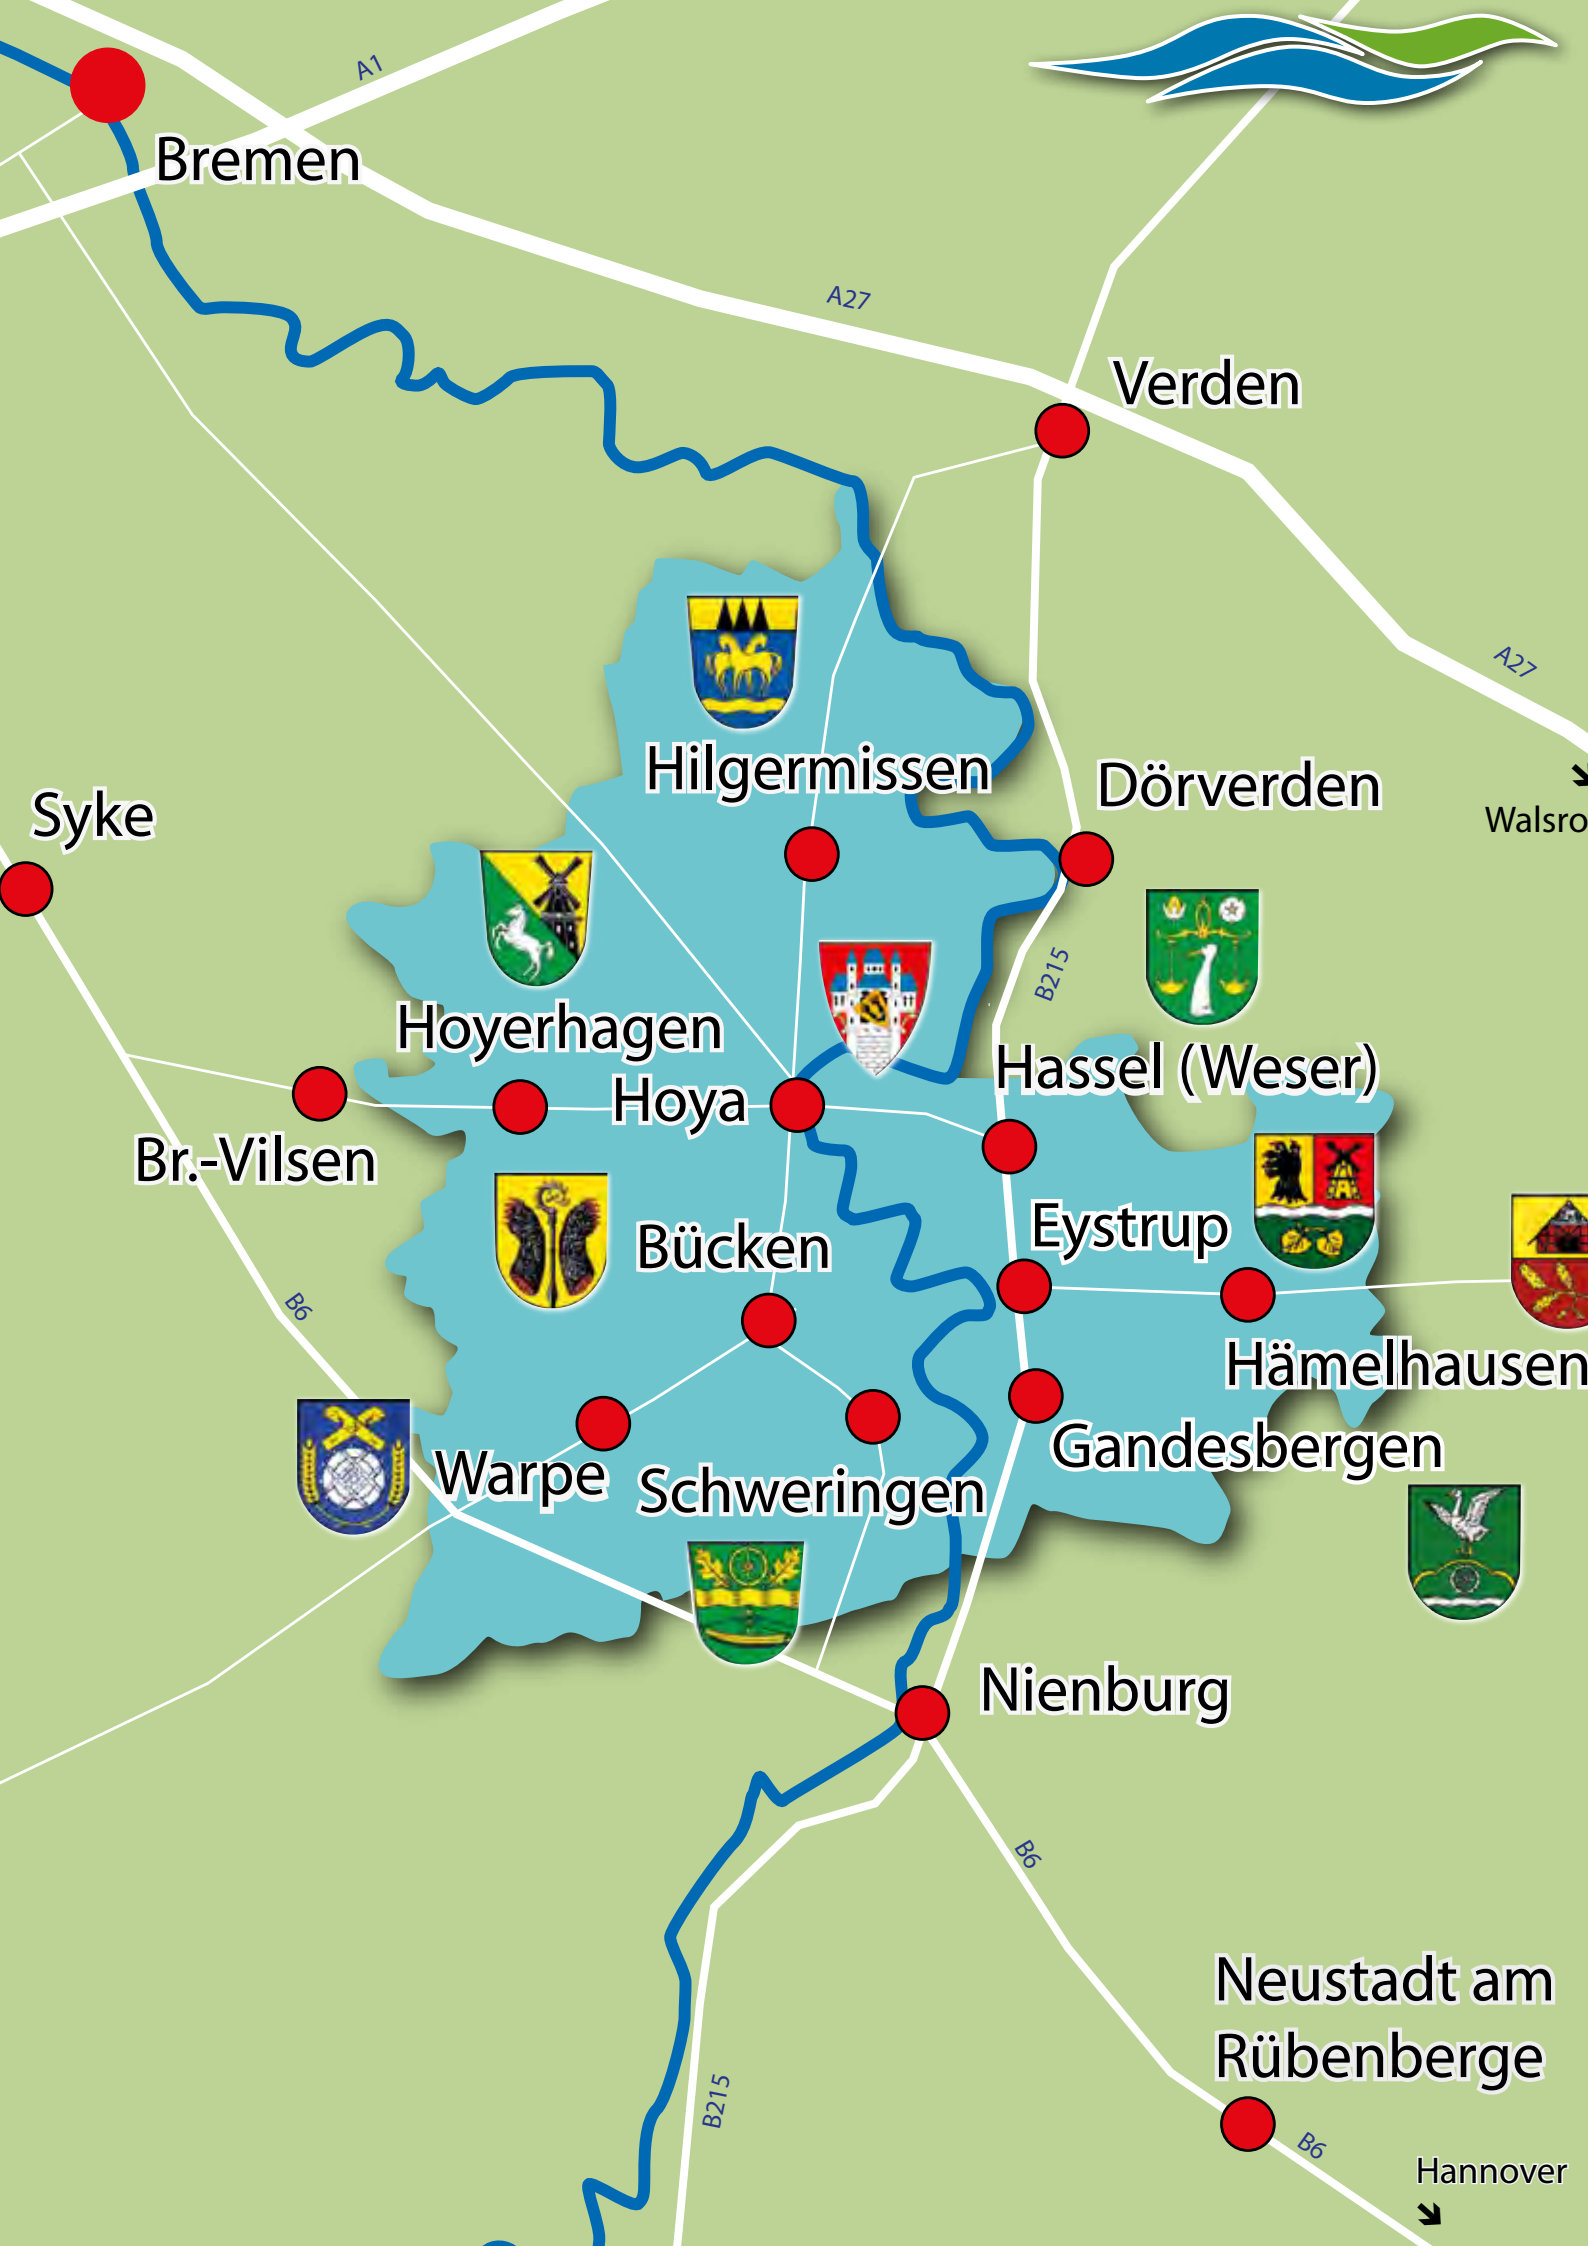 A1
Bremen
A27
Verden
A27
Hilgermissen
Dörverden
Syke
Walsro
B215
Hoyerhagen
Hassel (Weser)
Hoya
Br.-Vilsen
Eystrup
Bücken
B6
Hämelhausen
Gandesbergen
Warpe
Schweringen
Nienburg
B6
Neustadt am
Rübenberge
B215
B6
Hannover